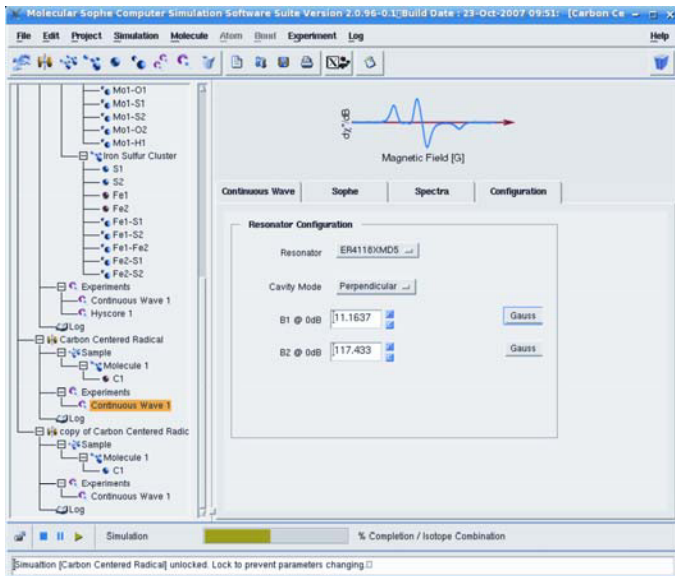 Molecular Sophe Computer Simulation Software Suite Version 2.0.96-0.1 Build Date : 23-Oct-2007 09:51: [Carbon Ce
File Edit Project Simulation Molecule Atom Bond Experiment Log Help
Mo1-O1
Mo1-S1
Mo1-S2
Mo1-O2
Mo1-H1
Iron Sulfur Cluster
S1
S2
Fe1
Fe2
Fe1-S1
Fe1-S2
Fe1-Fe2
Fe2-S1
Fe2-S2
Experiments
Continuous Wave 1
Hyscore 1
Log
Carbon Centered Radical
Sample
Molecule 1
C1
Experiments
Continuous Wave 1
Log
copy of Carbon Centered Radic
Sample
Molecule 1
C1
Experiments
Continuous Wave 1
Log
dχ"/dB
Magnetic Field [G]
Continuous Wave Sophe Spectra Configuration
Resonator Configuration
Resonator ER4118XMD5
Cavity Mode Perpendicular
B1 @ 0dB 11.1637 Gauss
B2 @ 0dB 117.433 Gauss
Simulation % Completion / Isotope Combination
Simualtion [Carbon Centered Radical] unlocked. Lock to prevent parameters changing.